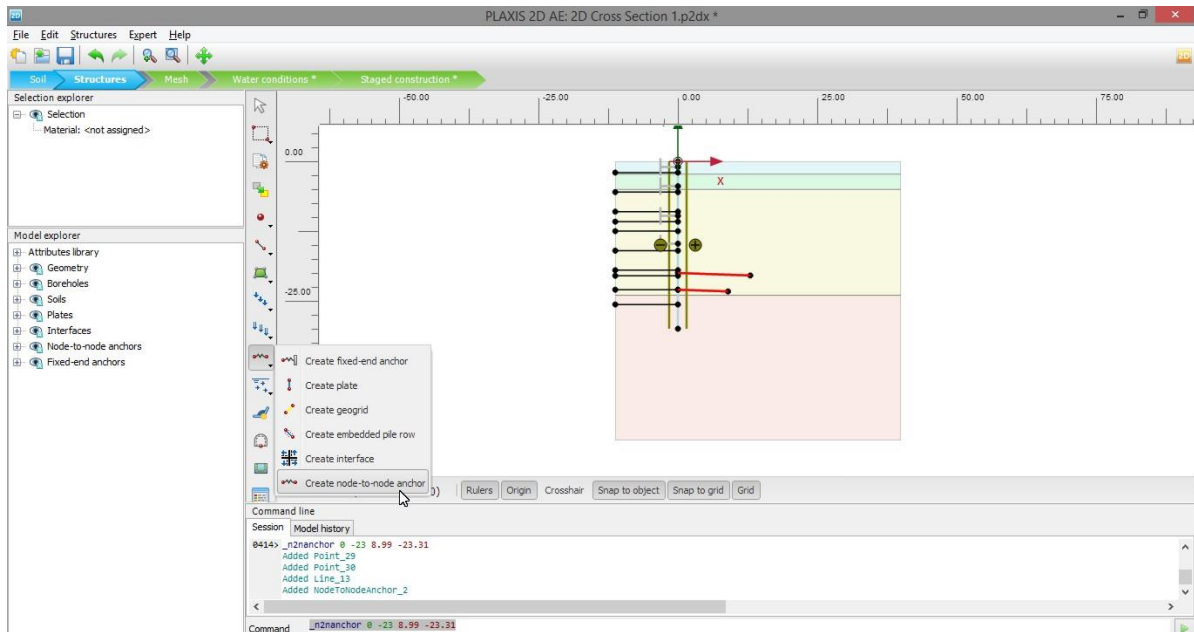 2D
PLAXIS 2D AE: 2D Cross Section 1.p2dx *
File Edit Structures Expert Help
Soil Structures Mesh Water conditions * Staged construction *
Selection explorer
Selection
Material: <not assigned>
Model explorer
Attributes library
Geometry
Boreholes
Soils
Plates
Interfaces
Node-to-node anchors
Fixed-end anchors
-50.00 -25.00 0.00 25.00 50.00 75.00
0.00
-25.00
X
Create fixed-end anchor
Create plate
Create geogrid
Create embedded pile row
Create interface
Create node-to-node anchor
Rulers Origin Crosshair Snap to object Snap to grid Grid
Command line
Session Model history
0414> _n2nanchor 0 -23 8.99 -23.31
Added Point_29
Added Point_30
Added Line_13
Added NodeToNodeAnchor_2
Command _n2nanchor 0 -23 8.99 -23.31